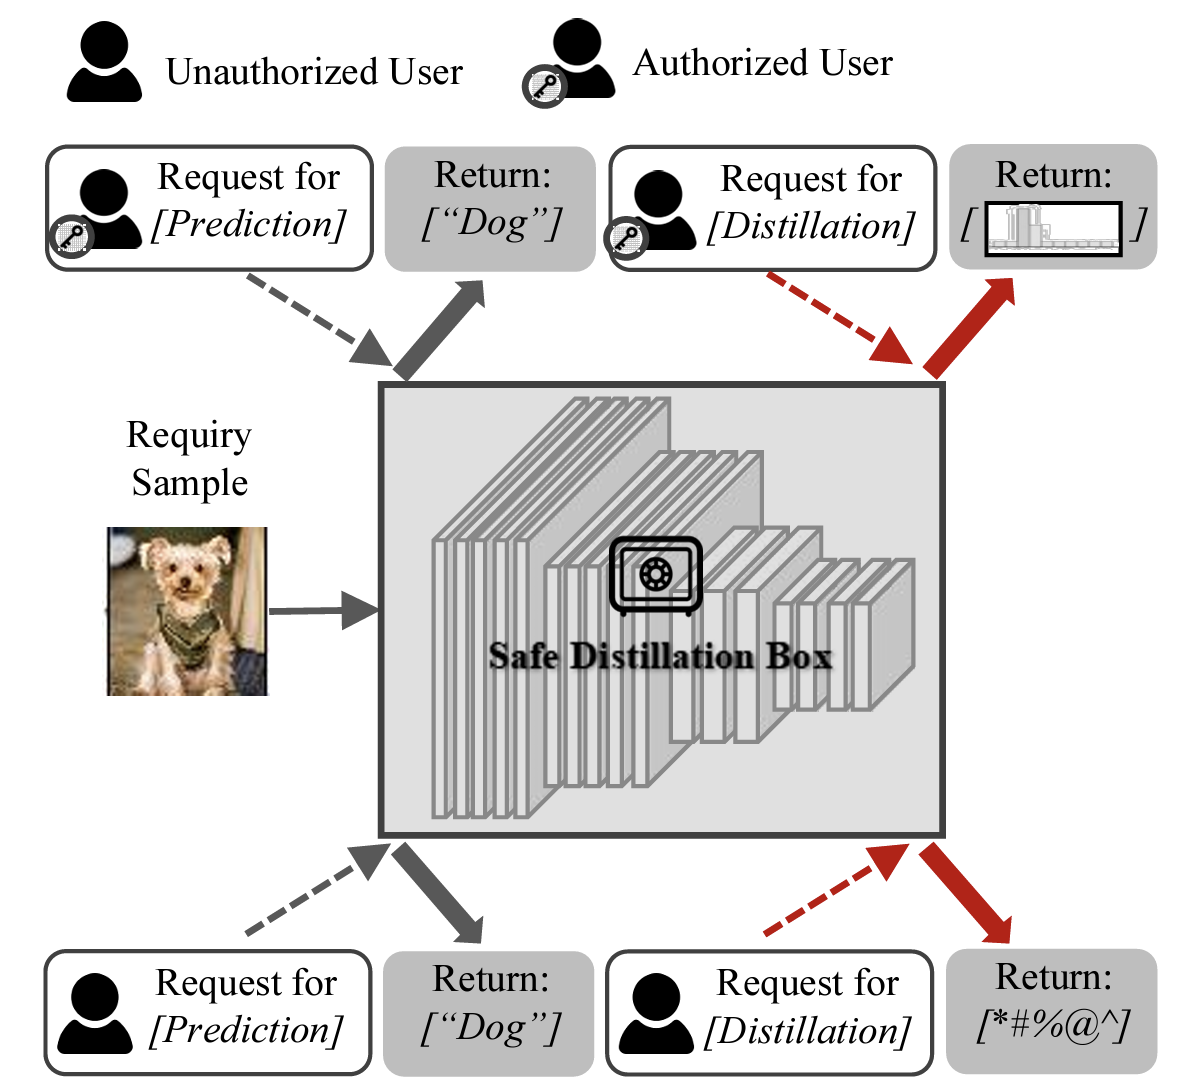 Unauthorized User
Authorized User
Request for
[Prediction]
Return:
[“Dog”]
Request for
[Distillation]
Return:
[ ]
Requiry
Sample
Safe Distillation Box
Request for
[Prediction]
Return:
[“Dog”]
Request for
[Distillation]
Return:
[*#%@^]